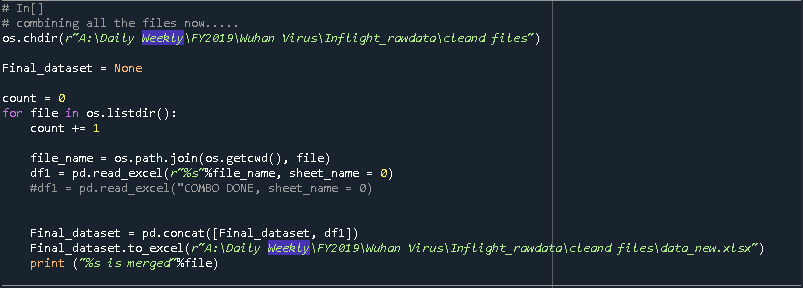 # In[]
# combining all the files now.....
os.chdir(r"A:\Daily Weekly\FY2019\Wuhan Virus\Inflight_rawdata\cleand files")
Final_dataset = None
count = 0
for file in os.listdir():
    count += 1
    file_name = os.path.join(os.getcwd(), file)
    df1 = pd.read_excel(r"%s"%file_name, sheet_name = 0)
    #df1 = pd.read_excel("COMBO DONE, sheet_name = 0)
    Final_dataset = pd.concat([Final_dataset, df1])
    Final_dataset.to_excel(r"A:\Daily Weekly\FY2019\Wuhan Virus\Inflight_rawdata\cleand files\data_new.xlsx")
    print ("%s is merged"%file)